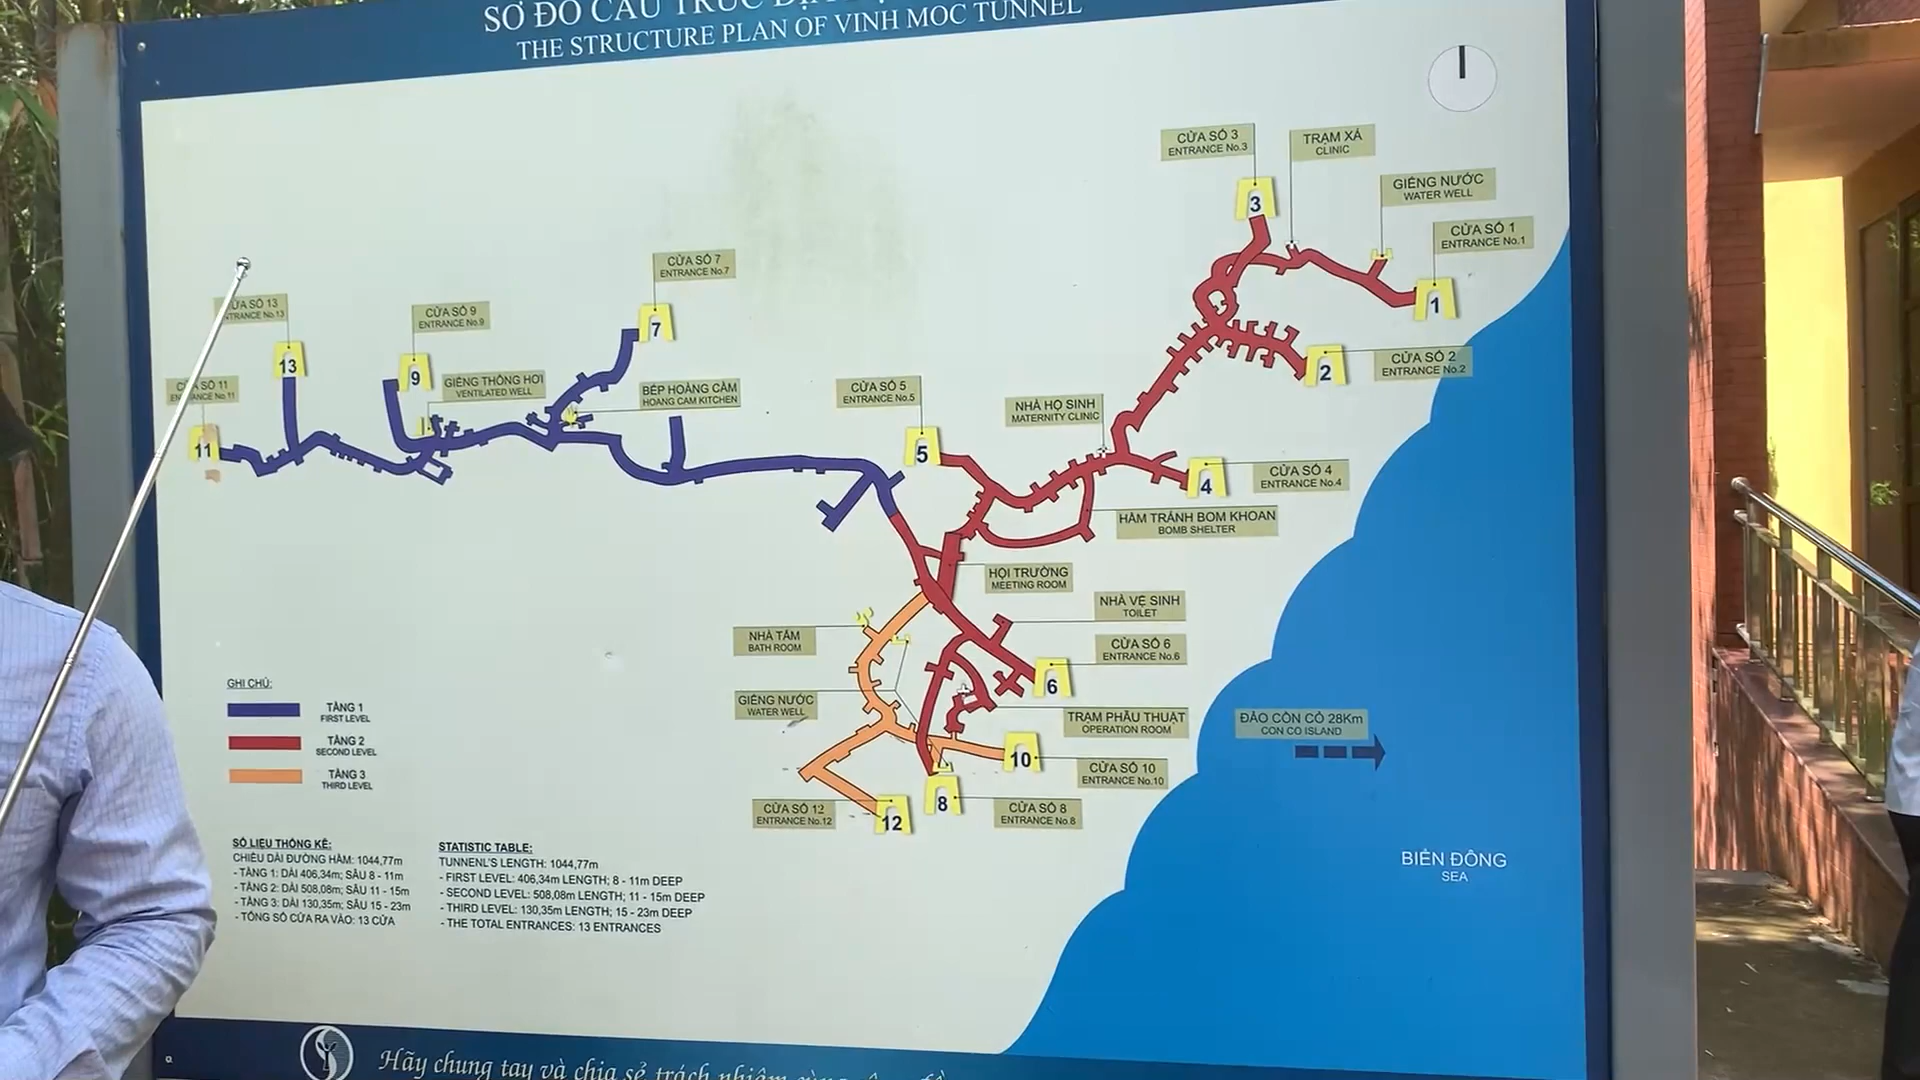 SƠ ĐỒ CẤU TRÚC ĐỊA
THE STRUCTURE PLAN OF VINH MOC TUNNEL
CỬA SỐ 3
ENTRANCE No.3
TRẠM XÁ
CLINIC
GIẾNG NƯỚC
WATER WELL
CỬA SỐ 1
ENTRANCE No.1
3
1
CỬA SỐ 7
ENTRANCE No.7
7
CỬA SỐ 13
ENTRANCE No.13
13
CỬA SỐ 9
ENTRANCE No.9
9
CỬA SỐ 2
ENTRANCE No.2
2
SỐ 11
No.11
11
GIẾNG THÔNG HƠI
VENTILATED WELL
BẾP HOÀNG CẦM
HOANG CAM KITCHEN
CỬA SỐ 5
ENTRANCE No.5
5
NHÀ HỘ SINH
MATERNITY CLINIC
CỬA SỐ 4
ENTRANCE No.4
4
HẦM TRÁNH BOM KHOAN
BOMB SHELTER
HỘI TRƯỜNG
MEETING ROOM
NHÀ VỆ SINH
TOILET
NHÀ TẮM
BATH ROOM
CỬA SỐ 6
ENTRANCE No.6
6
GIẾNG NƯỚC
WATER WELL
TRẠM PHẪU THUẬT
OPERATION ROOM
ĐẢO CỒN CỎ 28Km
CON CO ISLAND
10
CỬA SỐ 10
ENTRANCE No.10
CỬA SỐ 12
ENTRANCE No.12
12
8
CỬA SỐ 8
ENTRANCE No.8
BIỂN ĐÔNG
SEA
GHI CHÚ:
TẦNG 1
FIRST LEVEL
TẦNG 2
SECOND LEVEL
TẦNG 3
THIRD LEVEL
SỐ LIỆU THỐNG KÊ:
CHIỀU DÀI ĐƯỜNG HẦM: 1044,77m
- TẦNG 1: DÀI 406,34m; SÂU 8 - 11m
- TẦNG 2: DÀI 508,08m; SÂU 11 - 15m
- TẦNG 3: DÀI 130,35m; SÂU 15 - 23m
- TỔNG SỐ CỬA RA VÀO: 13 CỬA
STATISTIC TABLE:
TUNNENL'S LENGTH: 1044,77m
- FIRST LEVEL: 406,34m LENGTH; 8 - 11m DEEP
- SECOND LEVEL: 508,08m LENGTH; 11 - 15m DEEP
- THIRD LEVEL: 130,35m LENGTH; 15 - 23m DEEP
- THE TOTAL ENTRANCES: 13 ENTRANCES
Hãy chung tay và chia sẻ trách nhiệm